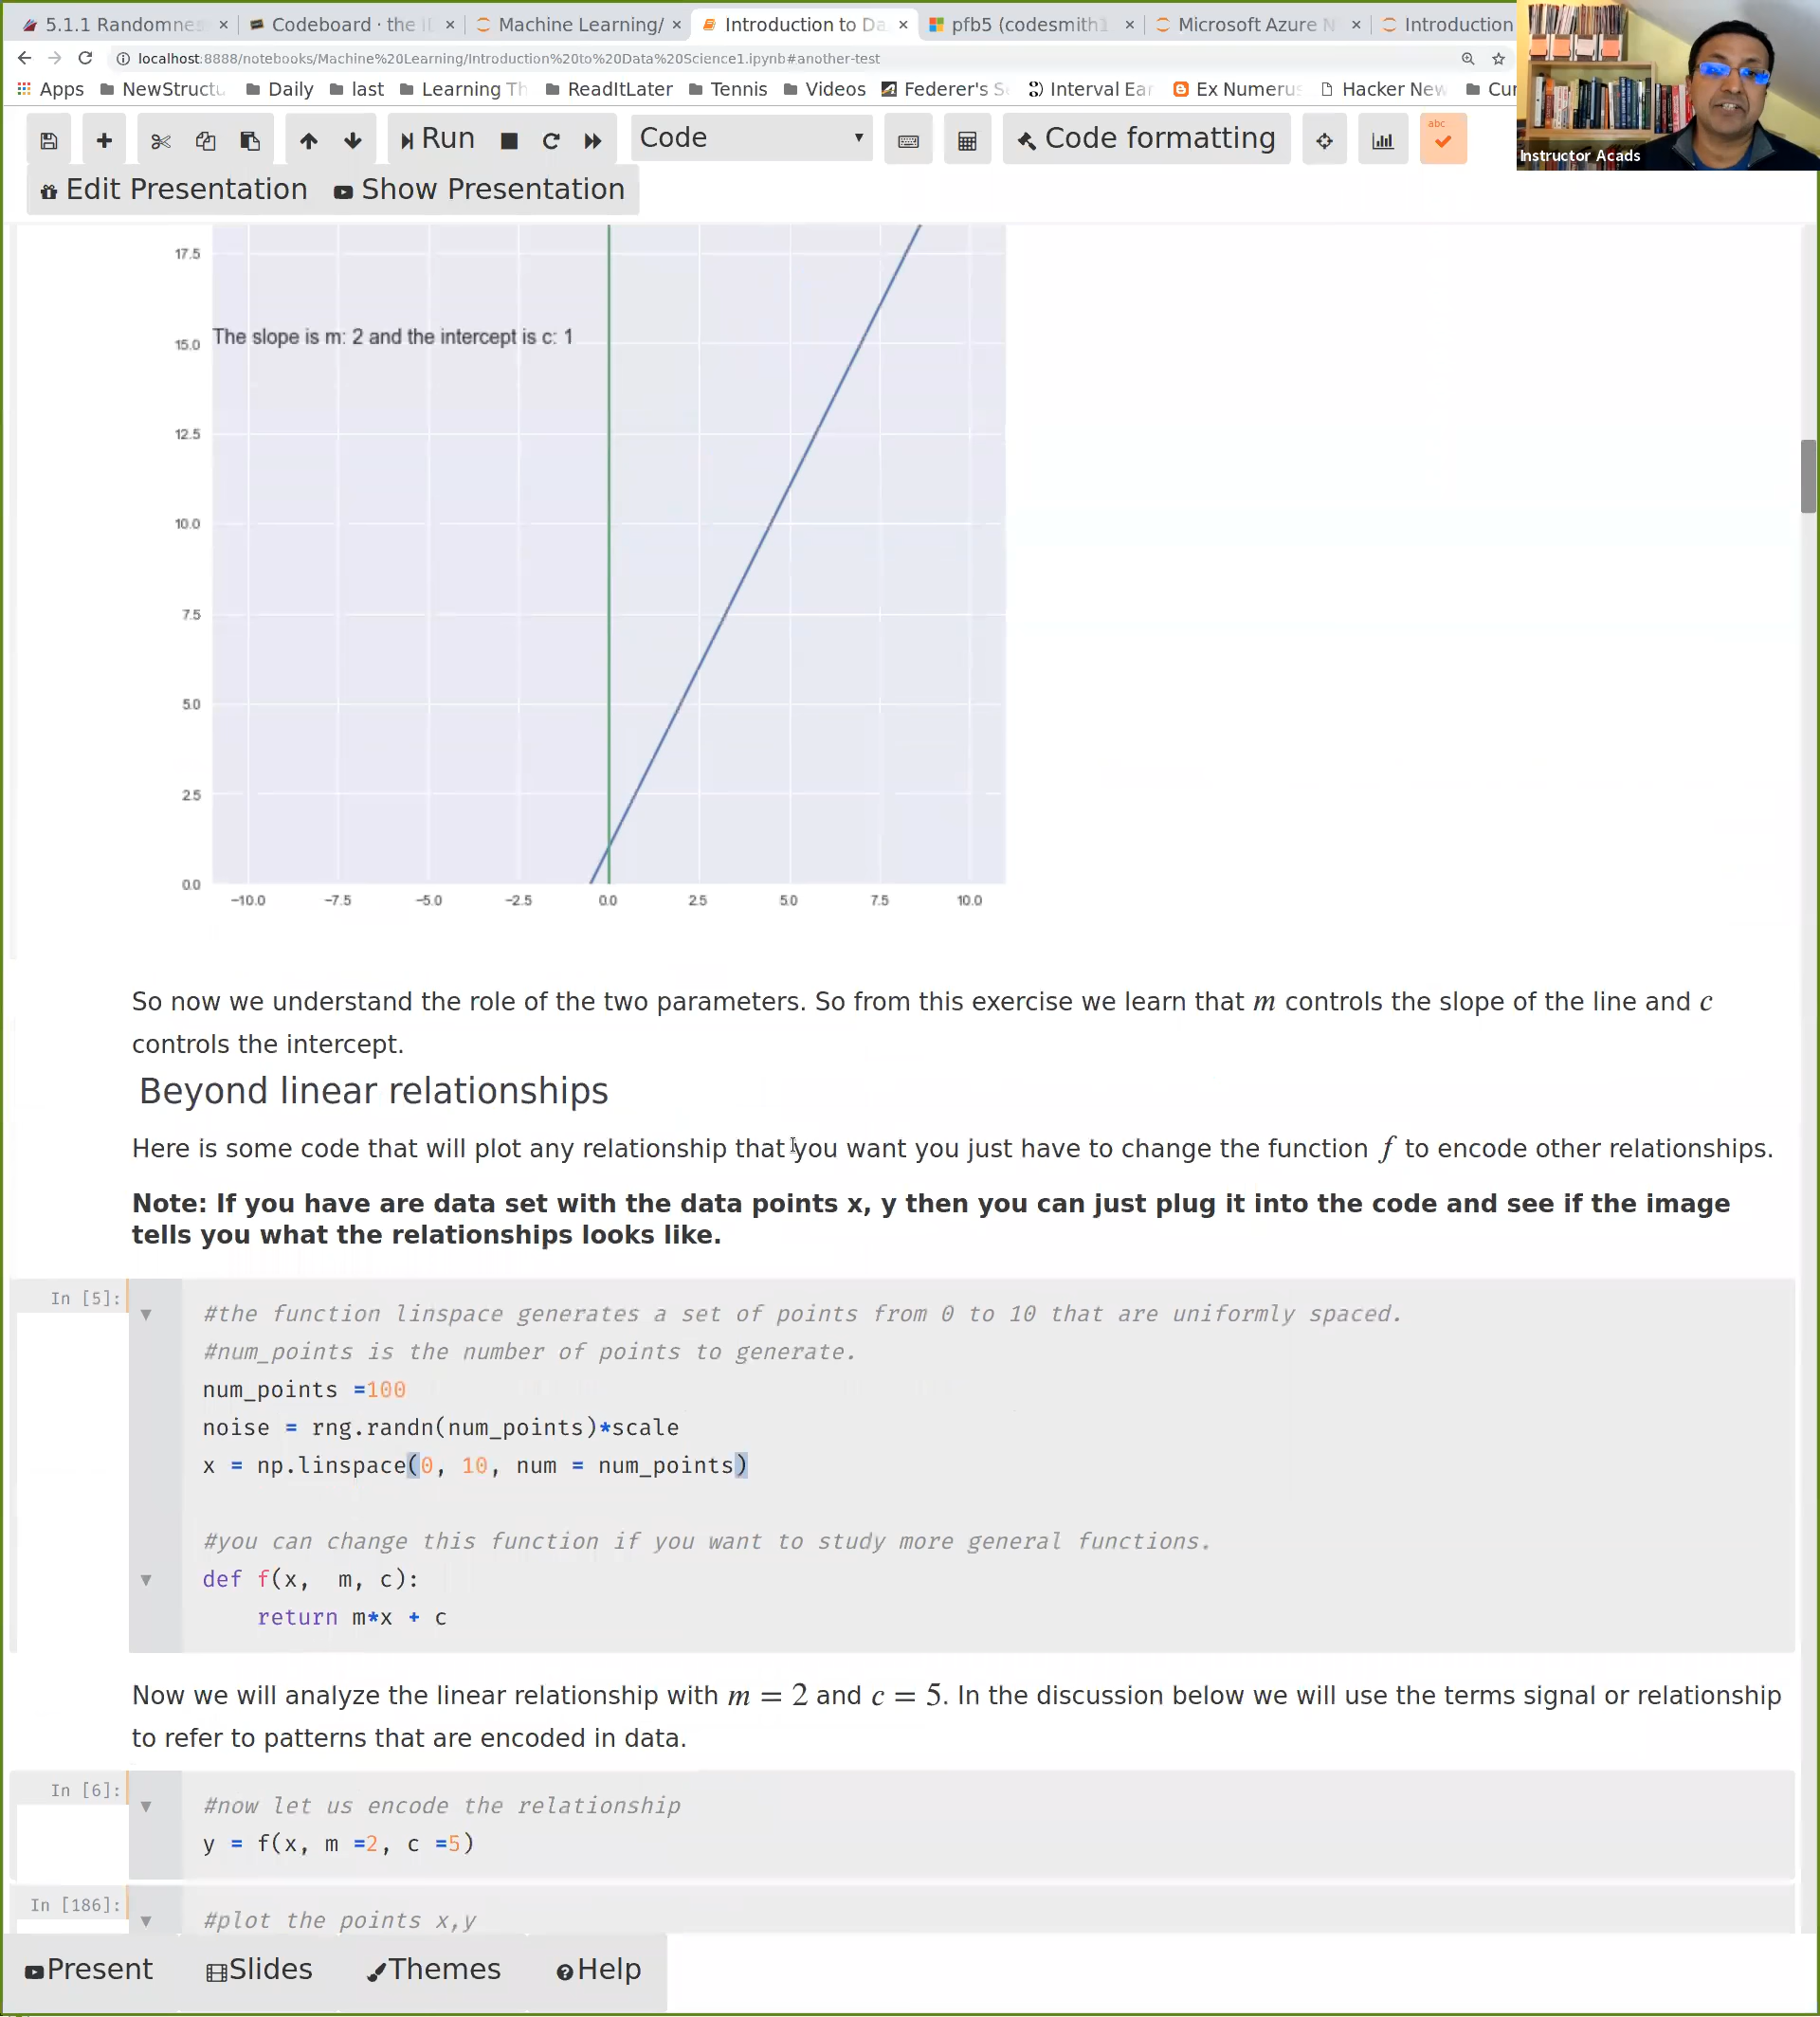 5.1.1 Randomnes
Codeboard · the I
Machine Learning/
Introduction to Da
pfb5 (codesmith1
Microsoft Azure N
Introduction
localhost:8888/notebooks/Machine%20Learning/Introduction%20to%20Data%20Science1.ipynb#another-test
Apps NewStructu Daily last Learning Th ReadItLater Tennis Videos Federer's S Interval Ear Ex Numerus Hacker New Cur
Instructor Acads
Run Code Code formatting abc
Edit Presentation Show Presentation
17.5
The slope is m: 2 and the intercept is c: 1
15.0
12.5
10.0
7.5
5.0
2.5
0.0
−10.0 −7.5 −5.0 −2.5 0.0 2.5 5.0 7.5 10.0
So now we understand the role of the two parameters. So from this exercise we learn that m controls the slope of the line and c
controls the intercept.
Beyond linear relationships
Here is some code that will plot any relationship that you want you just have to change the function f to encode other relationships.
Note: If you have are data set with the data points x, y then you can just plug it into the code and see if the image
tells you what the relationships looks like.
In [5]:
#the function linspace generates a set of points from 0 to 10 that are uniformly spaced.
#num_points is the number of points to generate.
num_points =100
noise = rng.randn(num_points)*scale
x = np.linspace(0, 10, num = num_points)
#you can change this function if you want to study more general functions.
def f(x, m, c):
return m*x + c
Now we will analyze the linear relationship with m = 2 and c = 5. In the discussion below we will use the terms signal or relationship
to refer to patterns that are encoded in data.
In [6]:
#now let us encode the relationship
y = f(x, m =2, c =5)
In [186]:
#plot the points x,y
Present Slides Themes Help